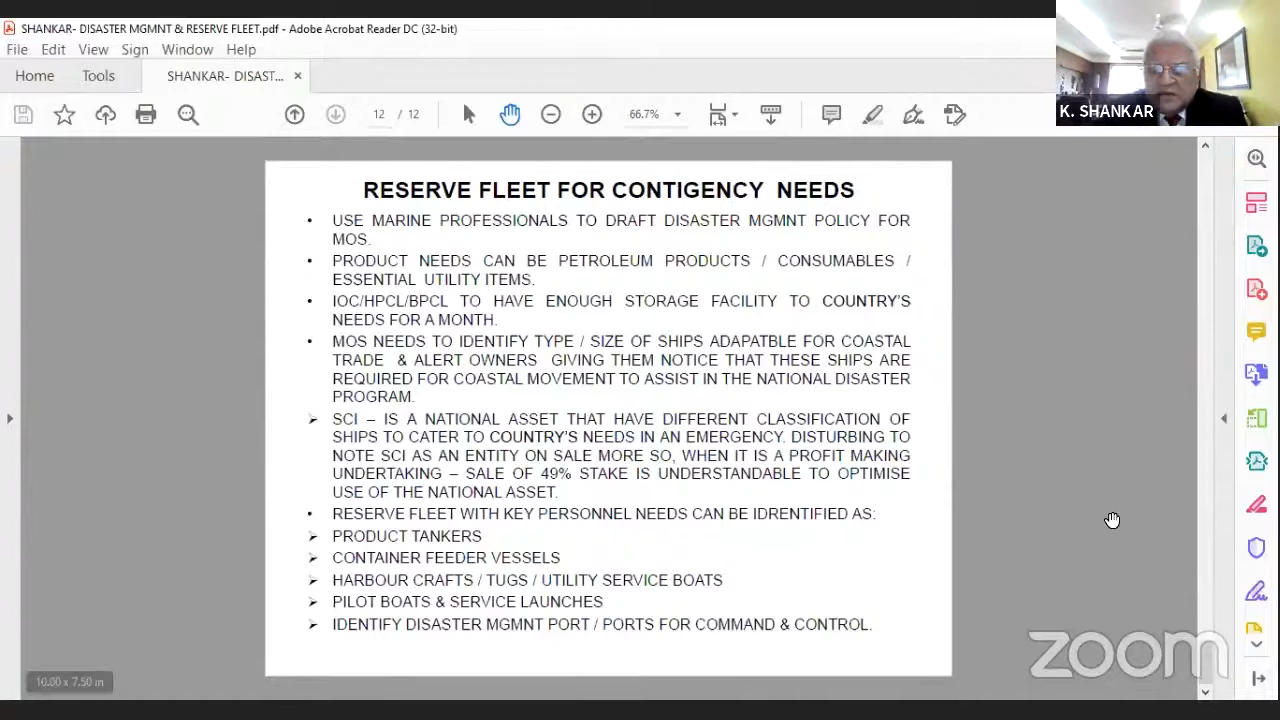 SHANKAR- DISASTER MGMNT & RESERVE FLEET.pdf - Adobe Acrobat Reader DC (32-bit)
File Edit View Sign Window Help
Home Tools SHANKAR- DISAST... ×
12 / 12 66.7%
K. SHANKAR
RESERVE FLEET FOR CONTIGENCY NEEDS
• USE MARINE PROFESSIONALS TO DRAFT DISASTER MGMNT POLICY FOR
MOS.
• PRODUCT NEEDS CAN BE PETROLEUM PRODUCTS / CONSUMABLES /
ESSENTIAL UTILITY ITEMS.
• IOC/HPCL/BPCL TO HAVE ENOUGH STORAGE FACILITY TO COUNTRY'S
NEEDS FOR A MONTH.
• MOS NEEDS TO IDENTIFY TYPE / SIZE OF SHIPS ADAPATBLE FOR COASTAL
TRADE & ALERT OWNERS GIVING THEM NOTICE THAT THESE SHIPS ARE
REQUIRED FOR COASTAL MOVEMENT TO ASSIST IN THE NATIONAL DISASTER
PROGRAM.
➢ SCI – IS A NATIONAL ASSET THAT HAVE DIFFERENT CLASSIFICATION OF
SHIPS TO CATER TO COUNTRY'S NEEDS IN AN EMERGENCY. DISTURBING TO
NOTE SCI AS AN ENTITY ON SALE MORE SO, WHEN IT IS A PROFIT MAKING
UNDERTAKING – SALE OF 49% STAKE IS UNDERSTANDABLE TO OPTIMISE
USE OF THE NATIONAL ASSET.
• RESERVE FLEET WITH KEY PERSONNEL NEEDS CAN BE IDRENTIFIED AS:
➢ PRODUCT TANKERS
➢ CONTAINER FEEDER VESSELS
➢ HARBOUR CRAFTS / TUGS / UTILITY SERVICE BOATS
➢ PILOT BOATS & SERVICE LAUNCHES
➢ IDENTIFY DISASTER MGMNT PORT / PORTS FOR COMMAND & CONTROL.
zoom
10.00 x 7.50 in